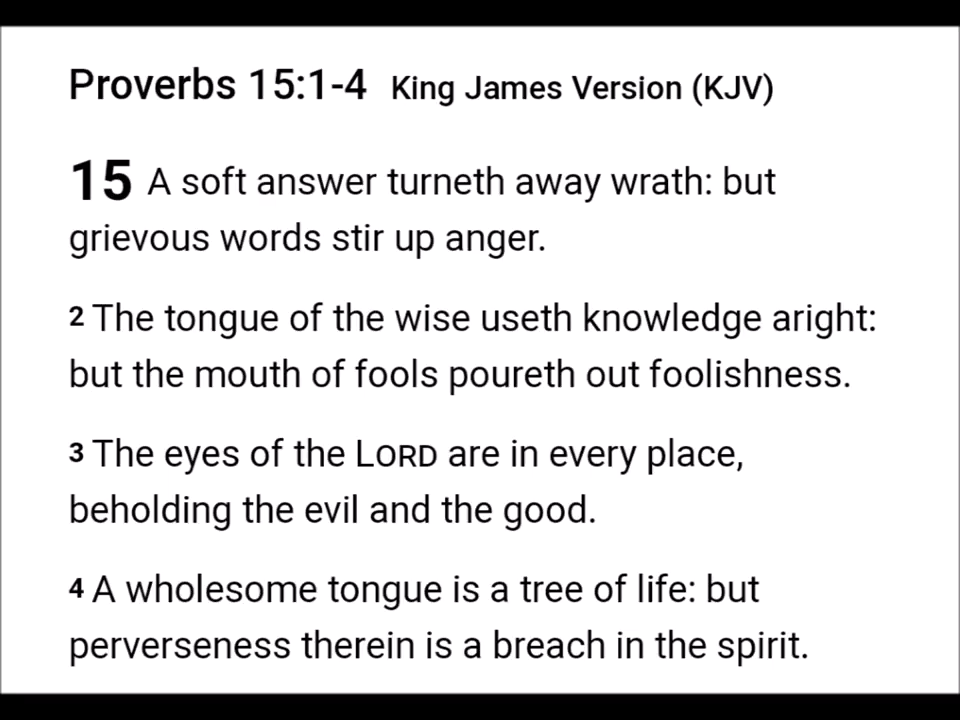 Proverbs 15:1-4 King James Version (KJV)
15 A soft answer turneth away wrath: but
grievous words stir up anger.
2 The tongue of the wise useth knowledge aright:
but the mouth of fools poureth out foolishness.
3 The eyes of the LORD are in every place,
beholding the evil and the good.
4 A wholesome tongue is a tree of life: but
perverseness therein is a breach in the spirit.